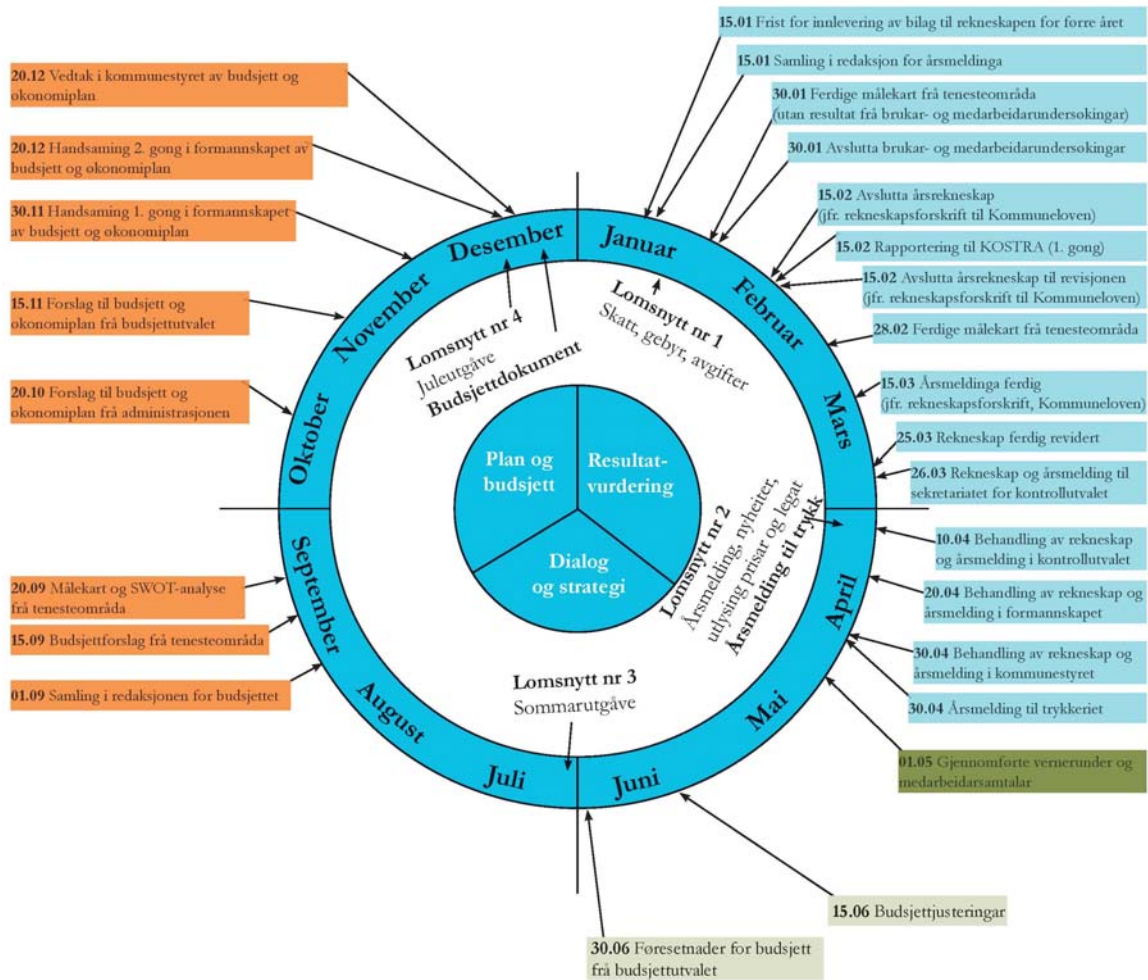 15.01 Frist for innlevering av bilag til rekneskapen for førre året
15.01 Samling i redaksjon for årsmeldinga
30.01 Ferdige målekart frå tenesteområda
(utan resultat frå brukar- og medarbeidarundersøkingar)
30.01 Avslutta brukar- og medarbeidarundersøkingar
15.02 Avslutta årsrekneskap
(jfr. rekneskapsforskrift til Kommuneloven)
15.02 Rapportering til KOSTRA (1. gong)
15.02 Avslutta årsrekneskap til revisjonen
(jfr. rekneskapsforskrift til Kommuneloven)
28.02 Ferdige målekart frå tenesteområda
15.03 Årsmeldinga ferdig
(jfr. rekneskapsforskrift, Kommuneloven)
25.03 Rekneskap ferdig revidert
26.03 Rekneskap og årsmelding til
sekretariatet for kontrollutvalet
10.04 Behandling av rekneskap
og årsmelding i kontrollutvalet
20.04 Behandling av rekneskap og
årsmelding i formannskapet
30.04 Behandling av rekneskap og
årsmelding i kommunestyret
30.04 Årsmelding til trykkeriet
01.05 Gjennomførte vernerunder og
medarbeidarsamtalar
15.06 Budsjettjusteringar
30.06 Føresetnader for budsjett
frå budsjettutvalet
01.09 Samling i redaksjonen for budsjettet
15.09 Budsjettforslag frå tenesteområda
20.09 Målekart og SWOT-analyse
frå tenesteområda
20.10 Forslag til budsjett og
økonomiplan frå administrasjonen
15.11 Forslag til budsjett og
økonomiplan frå budsjettutvalet
30.11 Handsaming 1. gong i formannskapet
av budsjett og økonomiplan
20.12 Handsaming 2. gong i formannskapet av
budsjett og økonomiplan
20.12 Vedtak i kommunestyret av budsjett og
økonomiplan
Januar
Februar
Mars
April
Mai
Juni
Juli
August
September
Oktober
November
Desember
Lomsnytt nr 1
Skatt, gebyr, avgifter
Lomsnytt nr 2
Årsmelding, nyheiter,
utlysing prisar og legat
Årsmelding til trykk
Lomsnytt nr 3
Sommarutgåve
Lomsnytt nr 4
Juleutgåve
Budsjettdokument
Plan og
budsjett
Resultat-
vurdering
Dialog
og strategi